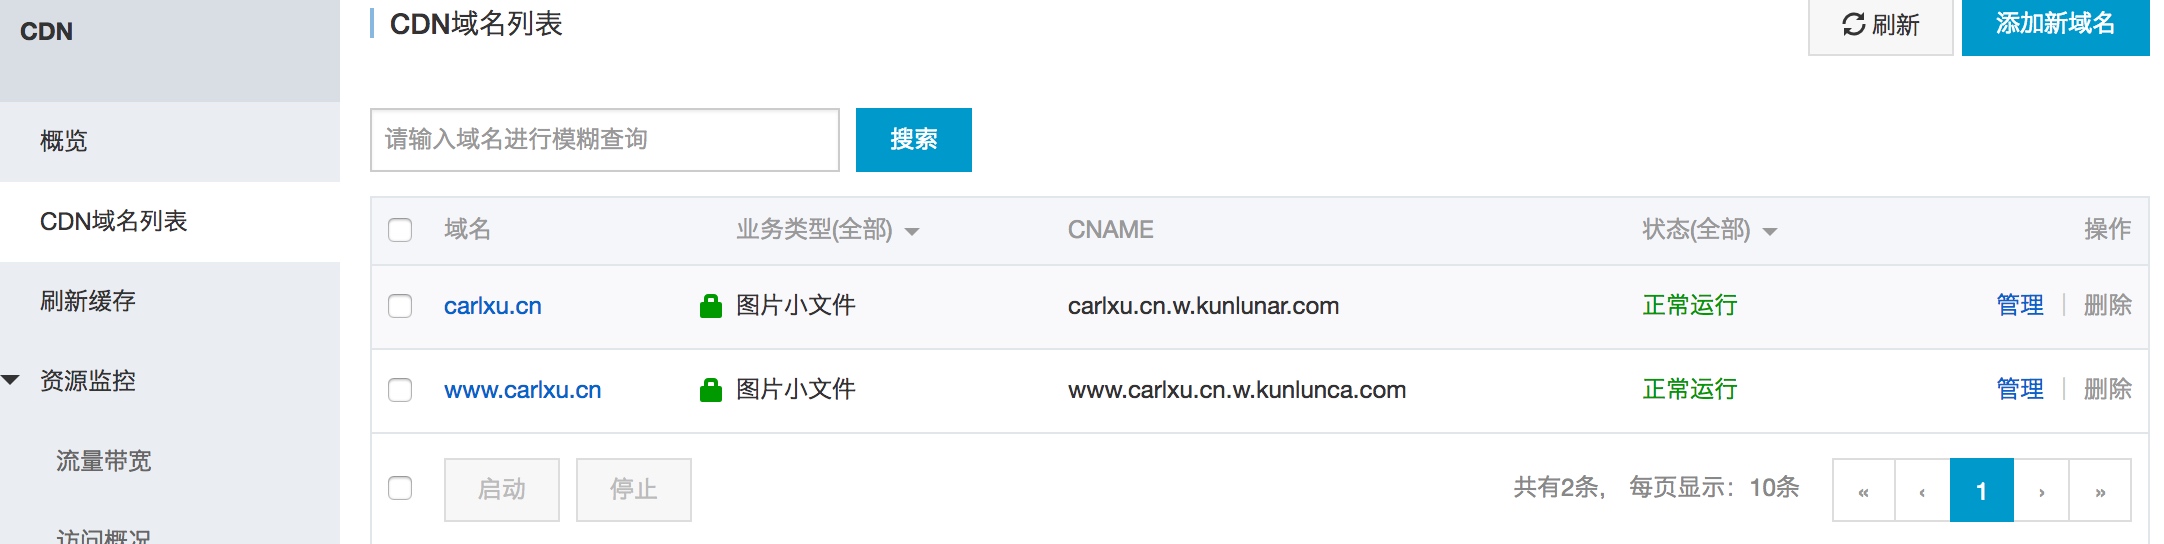 CDN
概览
CDN域名列表
刷新缓存
资源监控
流量带宽
访问概况
CDN域名列表
刷新 添加新域名
请输入域名进行模糊查询 搜索
域名 业务类型(全部) CNAME 状态(全部) 操作
carlxu.cn 图片小文件 carlxu.cn.w.kunlunar.com 正常运行 管理 | 删除
www.carlxu.cn 图片小文件 www.carlxu.cn.w.kunlunca.com 正常运行 管理 | 删除
启动 停止 共有2条, 每页显示：10条 « ‹ 1 › »